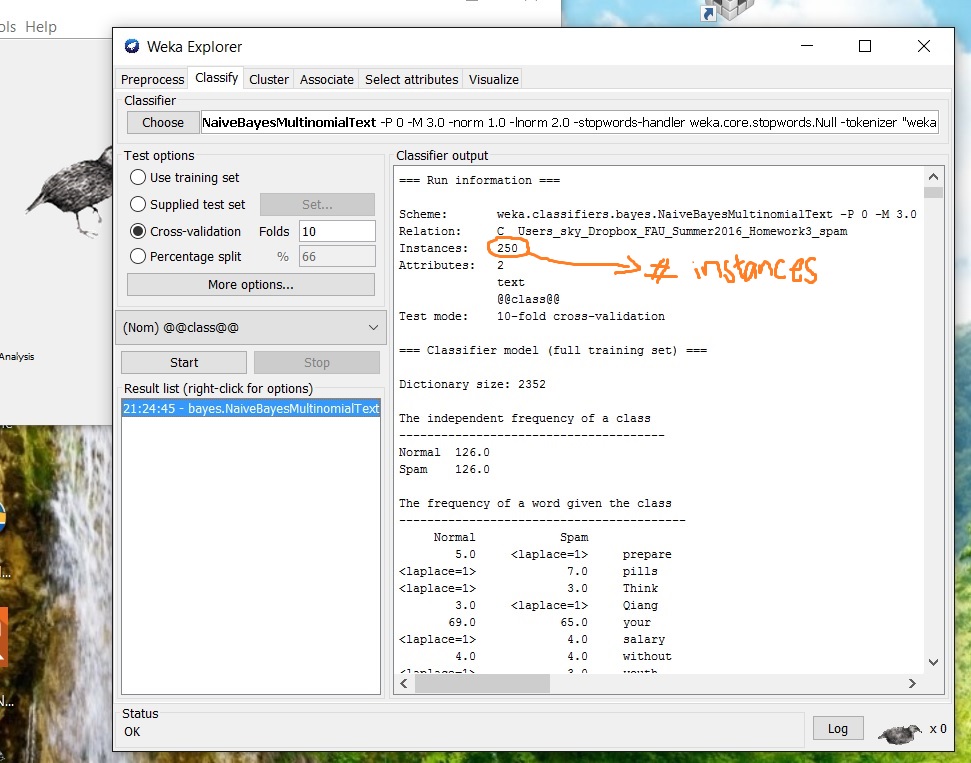 ols Help
Weka Explorer
Preprocess Classify Cluster Associate Select attributes Visualize
Classifier
Choose NaiveBayesMultinomialText -P 0 -M 3.0 -norm 1.0 -lnorm 2.0 -stopwords-handler weka.core.stopwords.Null -tokenizer "weka
Test options
Use training set
Supplied test set Set...
Cross-validation Folds 10
Percentage split % 66
More options...
(Nom) @@class@@
Start Stop
Result list (right-click for options)
21:24:45 - bayes.NaiveBayesMultinomialText
Analysis
Classifier output
=== Run information ===
Scheme: weka.classifiers.bayes.NaiveBayesMultinomialText -P 0 -M 3.0
Relation: C__Users_sky_Dropbox_FAU_Summer2016_Homework3_spam
Instances: 250
# instances
Attributes: 2
text
@@class@@
Test mode: 10-fold cross-validation
=== Classifier model (full training set) ===
Dictionary size: 2352
The independent frequency of a class
--------------------------------------
Normal 126.0
Spam 126.0
The frequency of a word given the class
-----------------------------------------
Normal Spam
5.0 <laplace=1> prepare
<laplace=1> 7.0 pills
<laplace=1> 3.0 Think
3.0 <laplace=1> Qiang
69.0 65.0 your
<laplace=1> 4.0 salary
4.0 4.0 without
<laplace=1> 3.0 youth
Status
OK
Log x 0